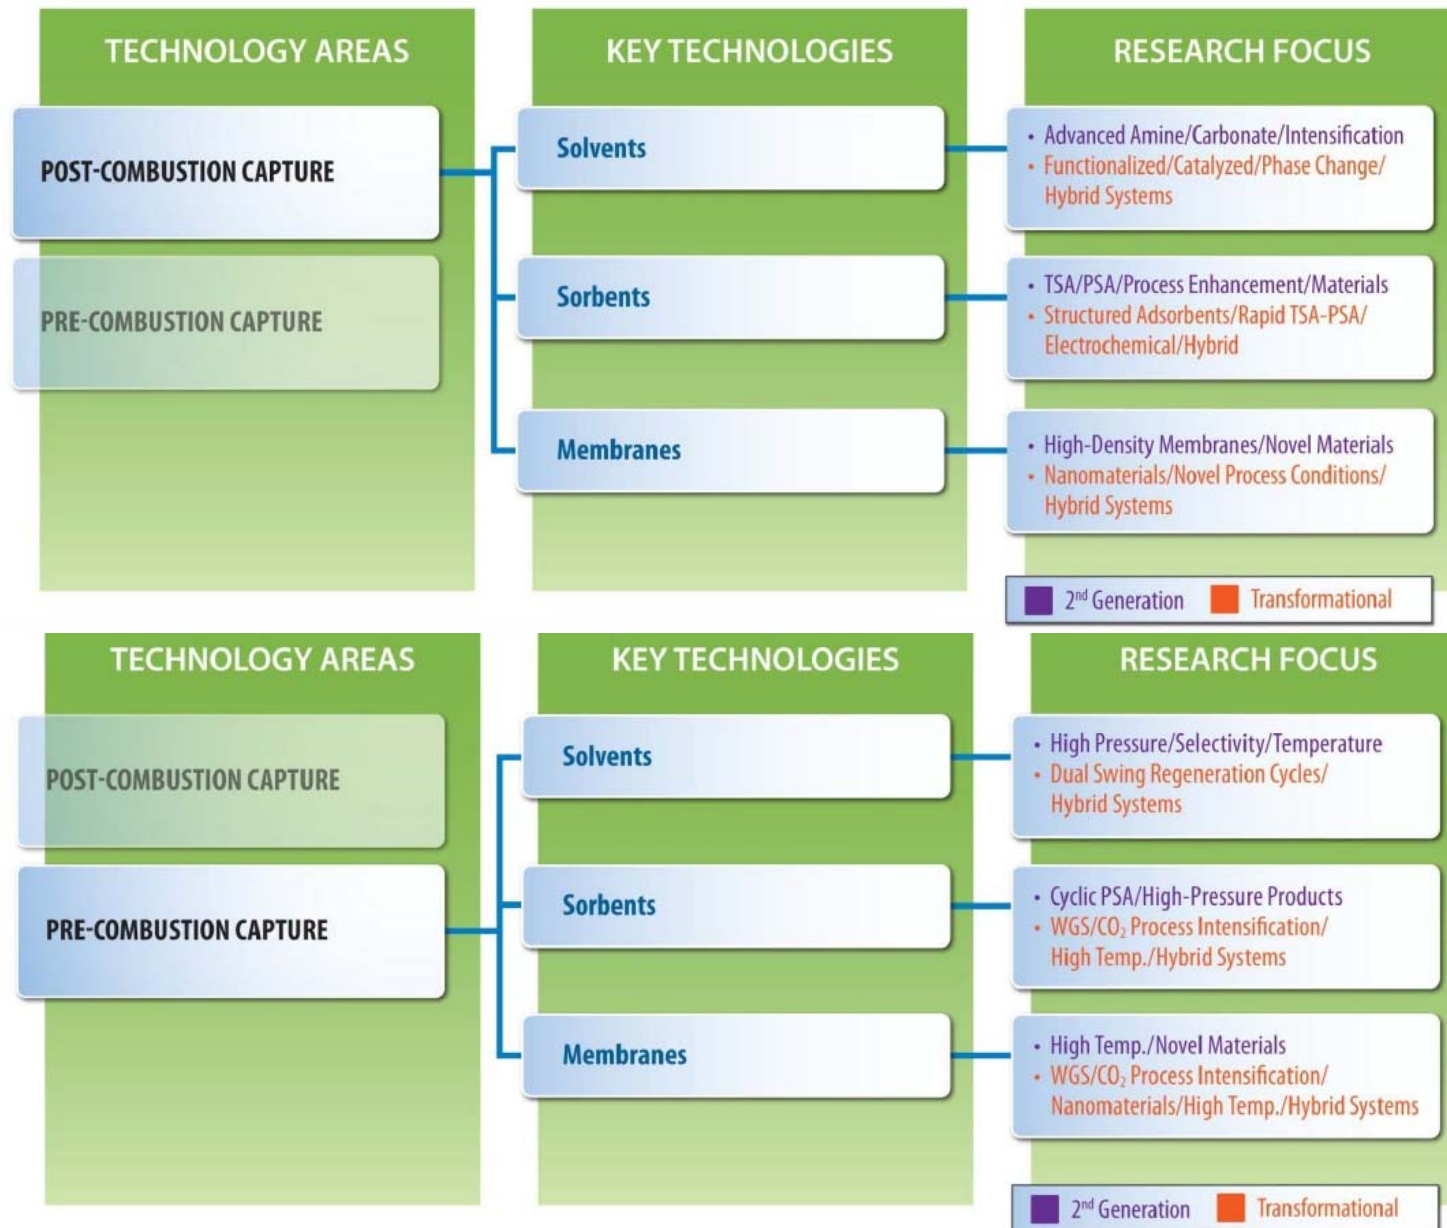 TECHNOLOGY AREAS
KEY TECHNOLOGIES
RESEARCH FOCUS
POST-COMBUSTION CAPTURE
PRE-COMBUSTION CAPTURE
Solvents
Sorbents
Membranes
• Advanced Amine/Carbonate/Intensification
• Functionalized/Catalyzed/Phase Change/
Hybrid Systems
• TSA/PSA/Process Enhancement/Materials
• Structured Adsorbents/Rapid TSA-PSA/
Electrochemical/Hybrid
• High-Density Membranes/Novel Materials
• Nanomaterials/Novel Process Conditions/
Hybrid Systems
2nd Generation
Transformational
TECHNOLOGY AREAS
KEY TECHNOLOGIES
RESEARCH FOCUS
POST-COMBUSTION CAPTURE
PRE-COMBUSTION CAPTURE
Solvents
Sorbents
Membranes
• High Pressure/Selectivity/Temperature
• Dual Swing Regeneration Cycles/
Hybrid Systems
• Cyclic PSA/High-Pressure Products
• WGS/CO₂ Process Intensification/
High Temp./Hybrid Systems
• High Temp./Novel Materials
• WGS/CO₂ Process Intensification/
Nanomaterials/High Temp./Hybrid Systems
2nd Generation
Transformational